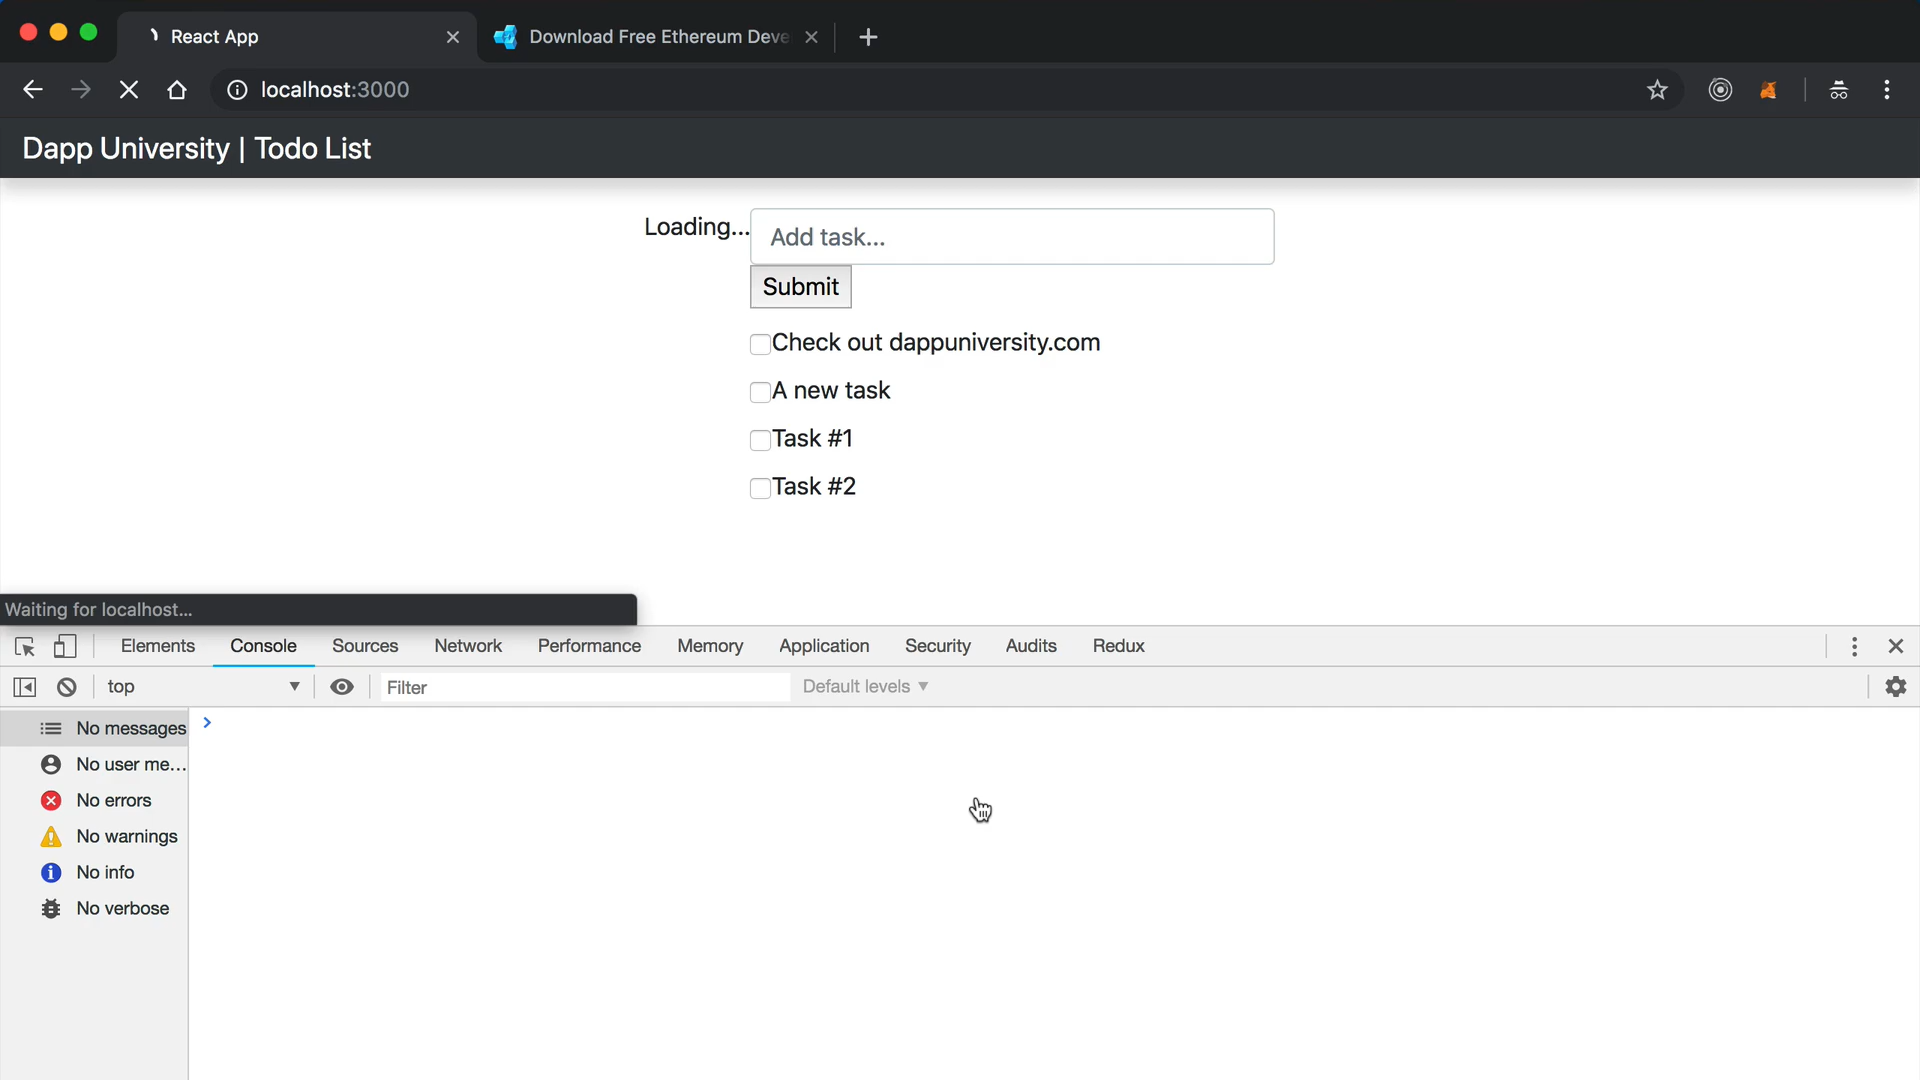 React App
Download Free Ethereum Deve
localhost:3000
Dapp University | Todo List
Loading...
Add task...
Submit
Check out dappuniversity.com
A new task
Task #1
Task #2
Waiting for localhost...
Elements Console Sources Network Performance Memory Application Security Audits Redux
top Filter Default levels
No messages
No user me...
No errors
No warnings
No info
No verbose